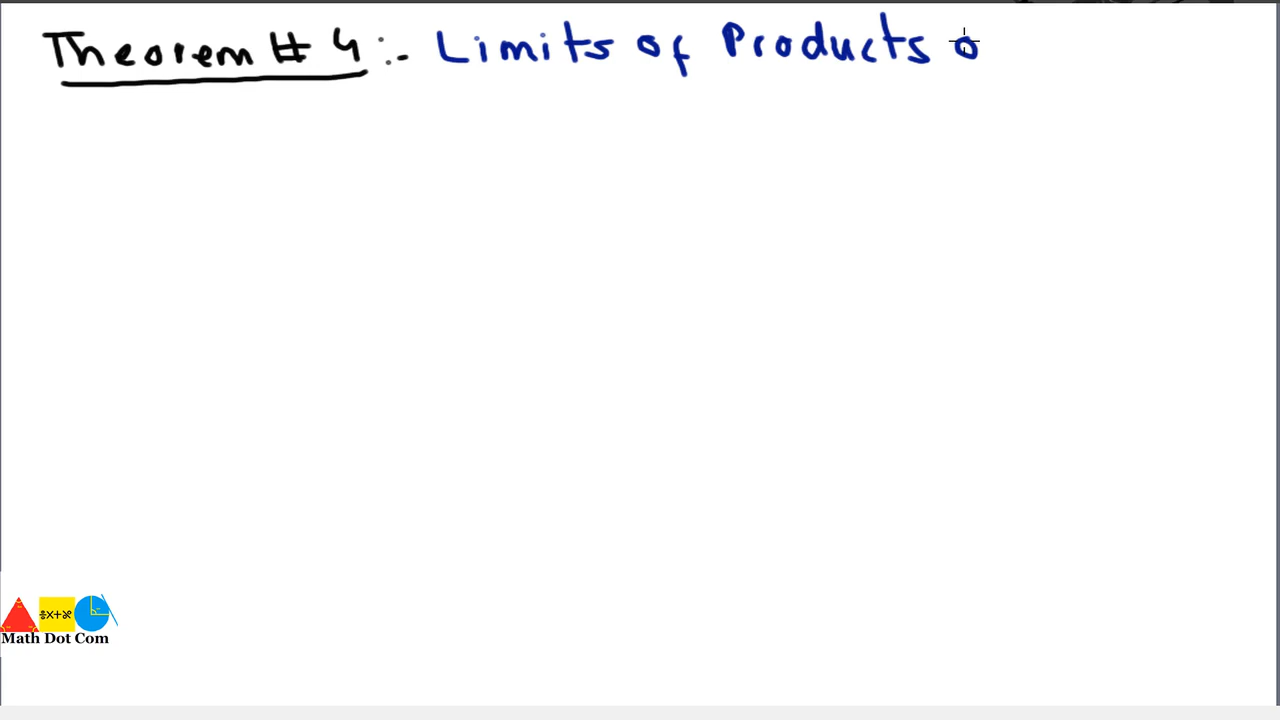 Theorem # 4 :- Limits of Products o
÷x+
Math Dot Com